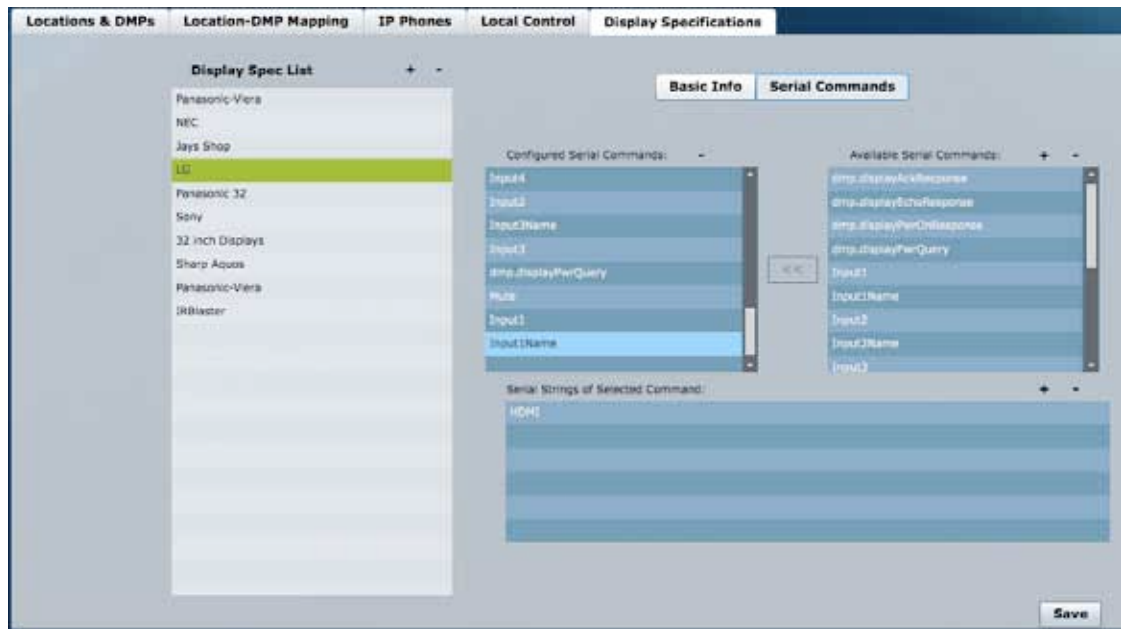 Locations & DMPs Location-DMP Mapping IP Phones Local Control Display Specifications
Display Spec List + -
Basic Info Serial Commands
Panasonic-Viera
NEC
Jays Shop
LG
Panasonic 32
Sony
32 inch Displays
Sharp Aquos
Panasonic-Viera
IRBlaster
Configured Serial Commands: -
Input4
Input2
Input3Name
Input3
dmp.displayPwrQuery
Mute
Input1
Input1Name
<<
Available Serial Commands: + -
dmp.displayAckResponse
dmp.displayEchoResponse
dmp.displayPwrOnResponse
dmp.displayPwrQuery
Input1
Input1Name
Input2
Input2Name
Input3
Serial Strings of Selected Command: + -
HDMI
Save